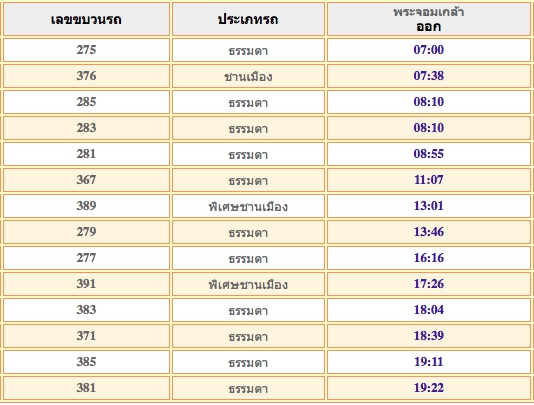 เลขขบวนรถ ประเภทรถ พระจอมเกล้า
ออก
275 ธรรมดา 07:00
376 ชานเมือง 07:38
285 ธรรมดา 08:10
283 ธรรมดา 08:10
281 ธรรมดา 08:55
367 ธรรมดา 11:07
389 พิเศษชานเมือง 13:01
279 ธรรมดา 13:46
277 ธรรมดา 16:16
391 พิเศษชานเมือง 17:26
383 ธรรมดา 18:04
371 ธรรมดา 18:39
385 ธรรมดา 19:11
381 ธรรมดา 19:22